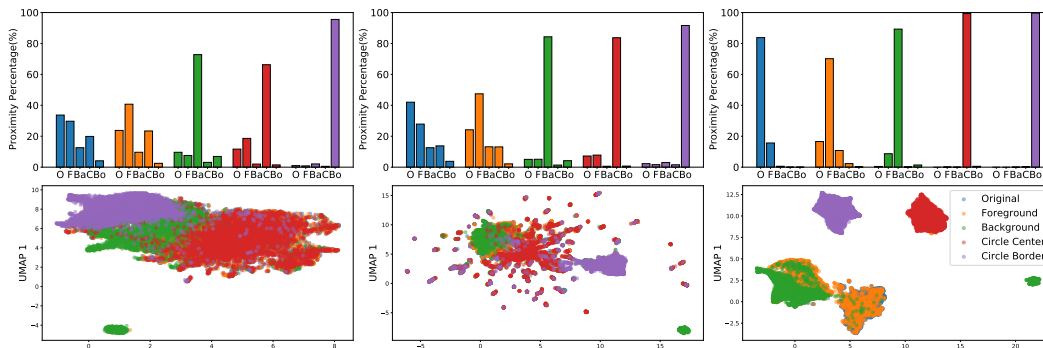 100
80
60
40
20
0
Proximity Percentage(%)
O FBaCBo O FBaCBo O FBaCBo O FBaCBo O FBaCBo
100
80
60
40
20
0
Proximity Percentage(%)
O FBaCBo O FBaCBo O FBaCBo O FBaCBo O FBaCBo
100
80
60
40
20
0
Proximity Percentage(%)
O FBaCBo O FBaCBo O FBaCBo O FBaCBo O FBaCBo
10
8
6
4
2
0
−2
−4
UMAP 1
0 2 4 6 8
15
10
5
0
−5
UMAP 1
−5 0 5 10 15
12.5
10.0
7.5
5.0
2.5
0.0
−2.5
UMAP 1
0 5 10 15 20
Original
Foreground
Background
Circle Center
Circle Border